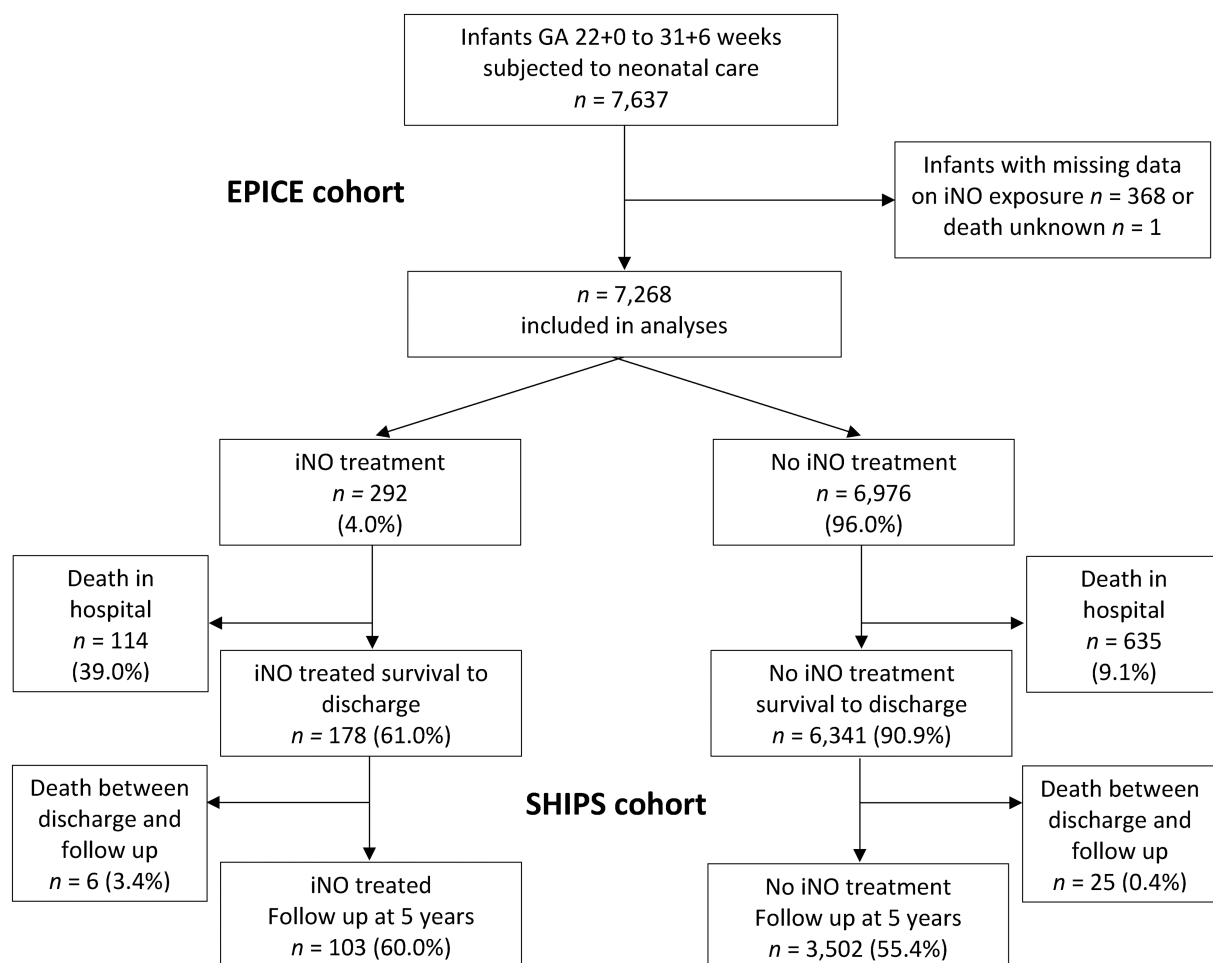 Infants GA 22+0 to 31+6 weeks
subjected to neonatal care
n = 7,637
EPICE cohort
Infants with missing data
on iNO exposure n = 368 or
death unknown n = 1
n = 7,268
included in analyses
iNO treatment
n = 292
(4.0%)
No iNO treatment
n = 6,976
(96.0%)
Death in
hospital
n = 114
(39.0%)
Death in
hospital
n = 635
(9.1%)
iNO treated survival to
discharge
n = 178 (61.0%)
No iNO treatment
survival to discharge
n = 6,341 (90.9%)
Death between
discharge and
follow up
n = 6 (3.4%)
SHIPS cohort
Death between
discharge and
follow up
n = 25 (0.4%)
iNO treated
Follow up at 5 years
n = 103 (60.0%)
No iNO treatment
Follow up at 5 years
n = 3,502 (55.4%)